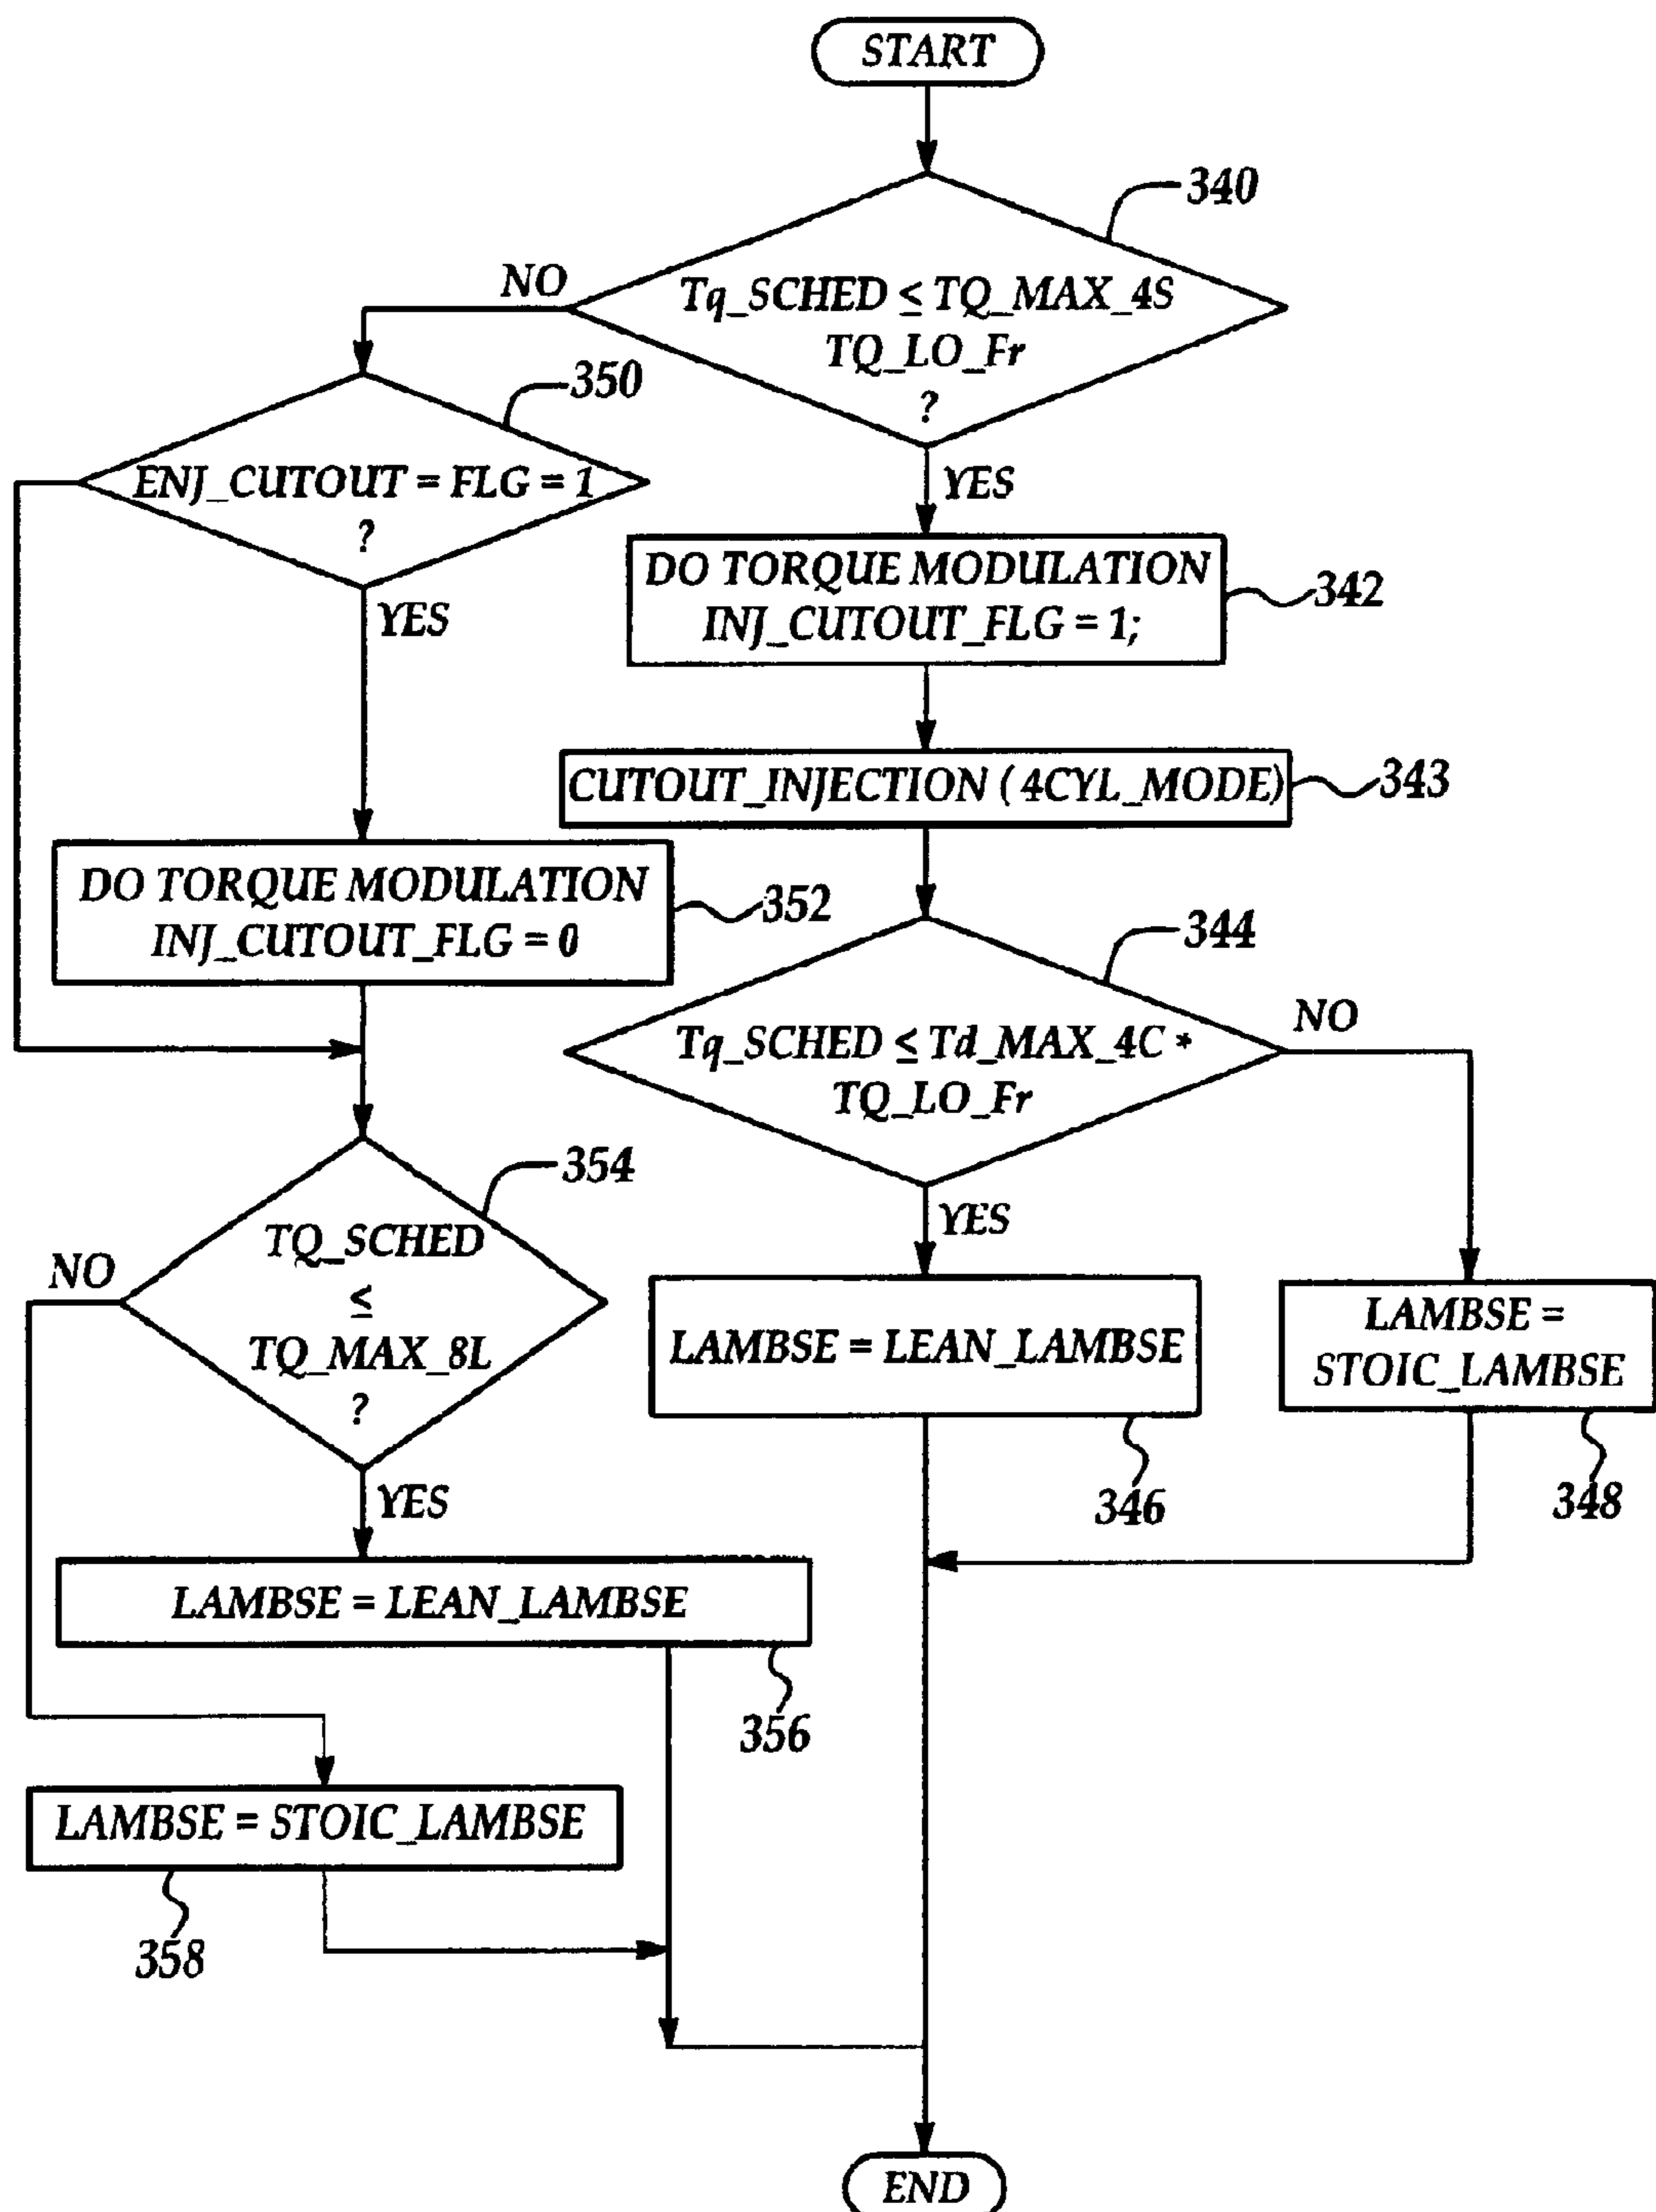 START
340
NO
Tq_SCHED ≤ TQ_MAX_4S
TQ_LO_Fr
?
350
ENJ_CUTOUT = FLG = 1
?
YES
YES
DO TORQUE MODULATION
INJ_CUTOUT_FLG = 1;
342
CUTOUT_INJECTION ( 4CYL_MODE)
343
DO TORQUE MODULATION
INJ_CUTOUT_FLG = 0
352
344
Tq_SCHED ≤ Td_MAX_4C *
TQ_LO_Fr
NO
354
TQ_SCHED
≤
TQ_MAX_8L
?
NO
YES
YES
LAMBSE = LEAN_LAMBSE
346
LAMBSE =
STOIC_LAMBSE
348
LAMBSE = LEAN_LAMBSE
356
LAMBSE = STOIC_LAMBSE
358
END